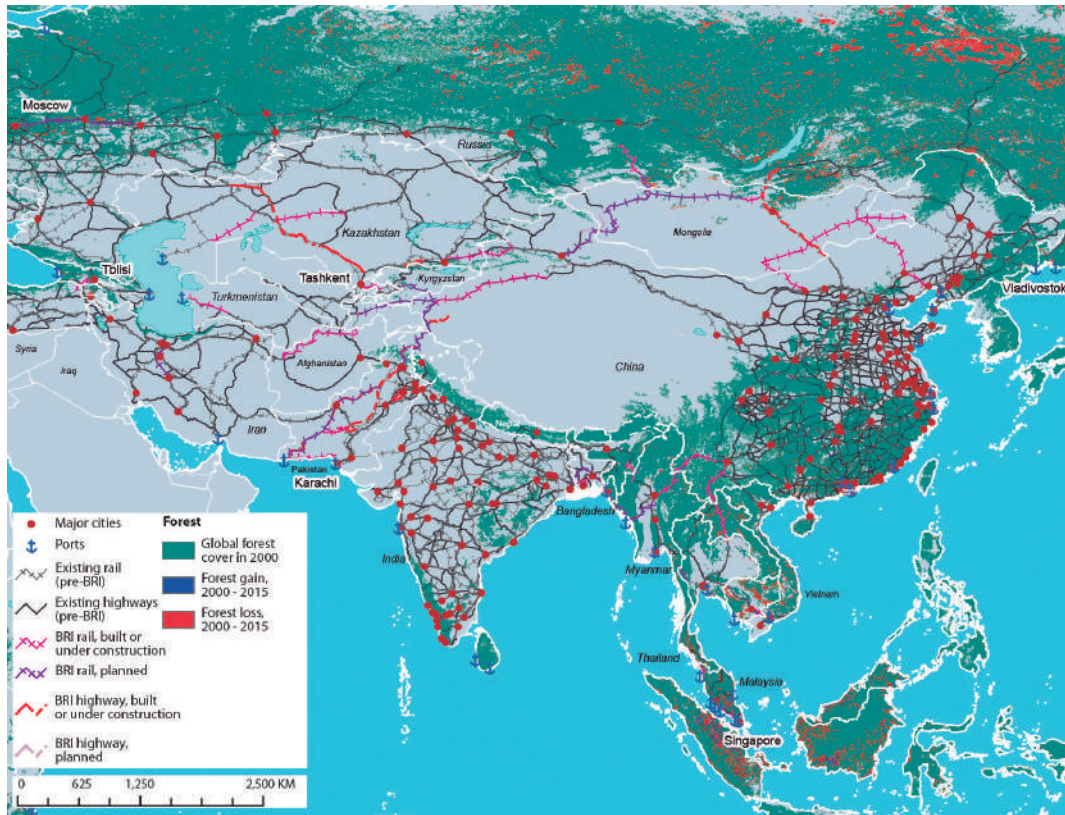 Moscow
Russia
Kazakhstan
Mongolia
Tolisi
Tashkent
Kyrgyzstan
Vladivostok
Turkmenistan
Syria
Iraq
Afghanistan
China
Iran
Nepal
Pakistan
Karachi
Bangladesh
India
Myanmar
Vietnam
Thailand
Malaysia
Singapore
Major cities
Ports
Existing rail
(pre-BRI)
Existing highways
(pre-BRI)
BRI rail, built or
under construction
BRI rail, planned
BRI highway, built
or under construction
BRI highway,
planned
Forest
Global forest
cover in 2000
Forest gain,
2000 - 2015
Forest loss,
2000 - 2015
0 625 1,250 2,500 KM